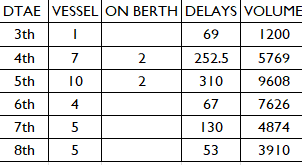 DTAE VESSEL ON BERTH DELAYS VOLUME
3th 1 69 1200
4th 7 2 252.5 5769
5th 10 2 310 9608
6th 4 67 7626
7th 5 130 4874
8th 5 53 3910